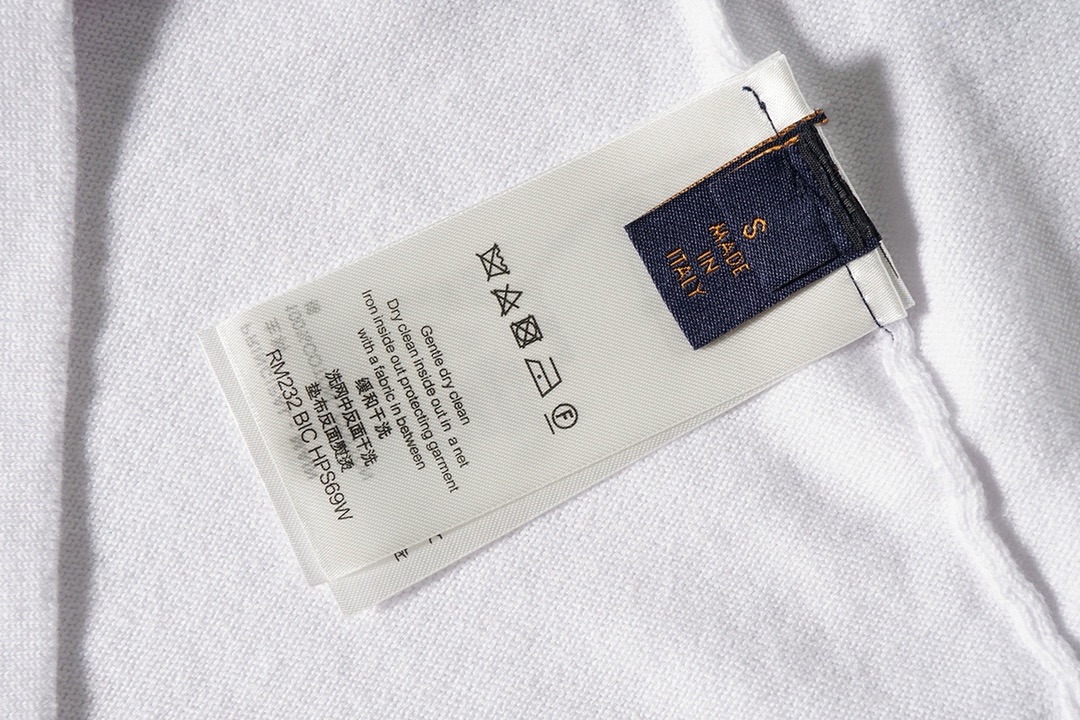 S
MADE
IN
ITALY
F
Gentle dry clean
Dry clean inside out in a net
Iron inside out protecting garment
with a fabric in between
缓和干洗
洗网中反面干洗
垫布反面熨烫
RM232 BIC HPS69W